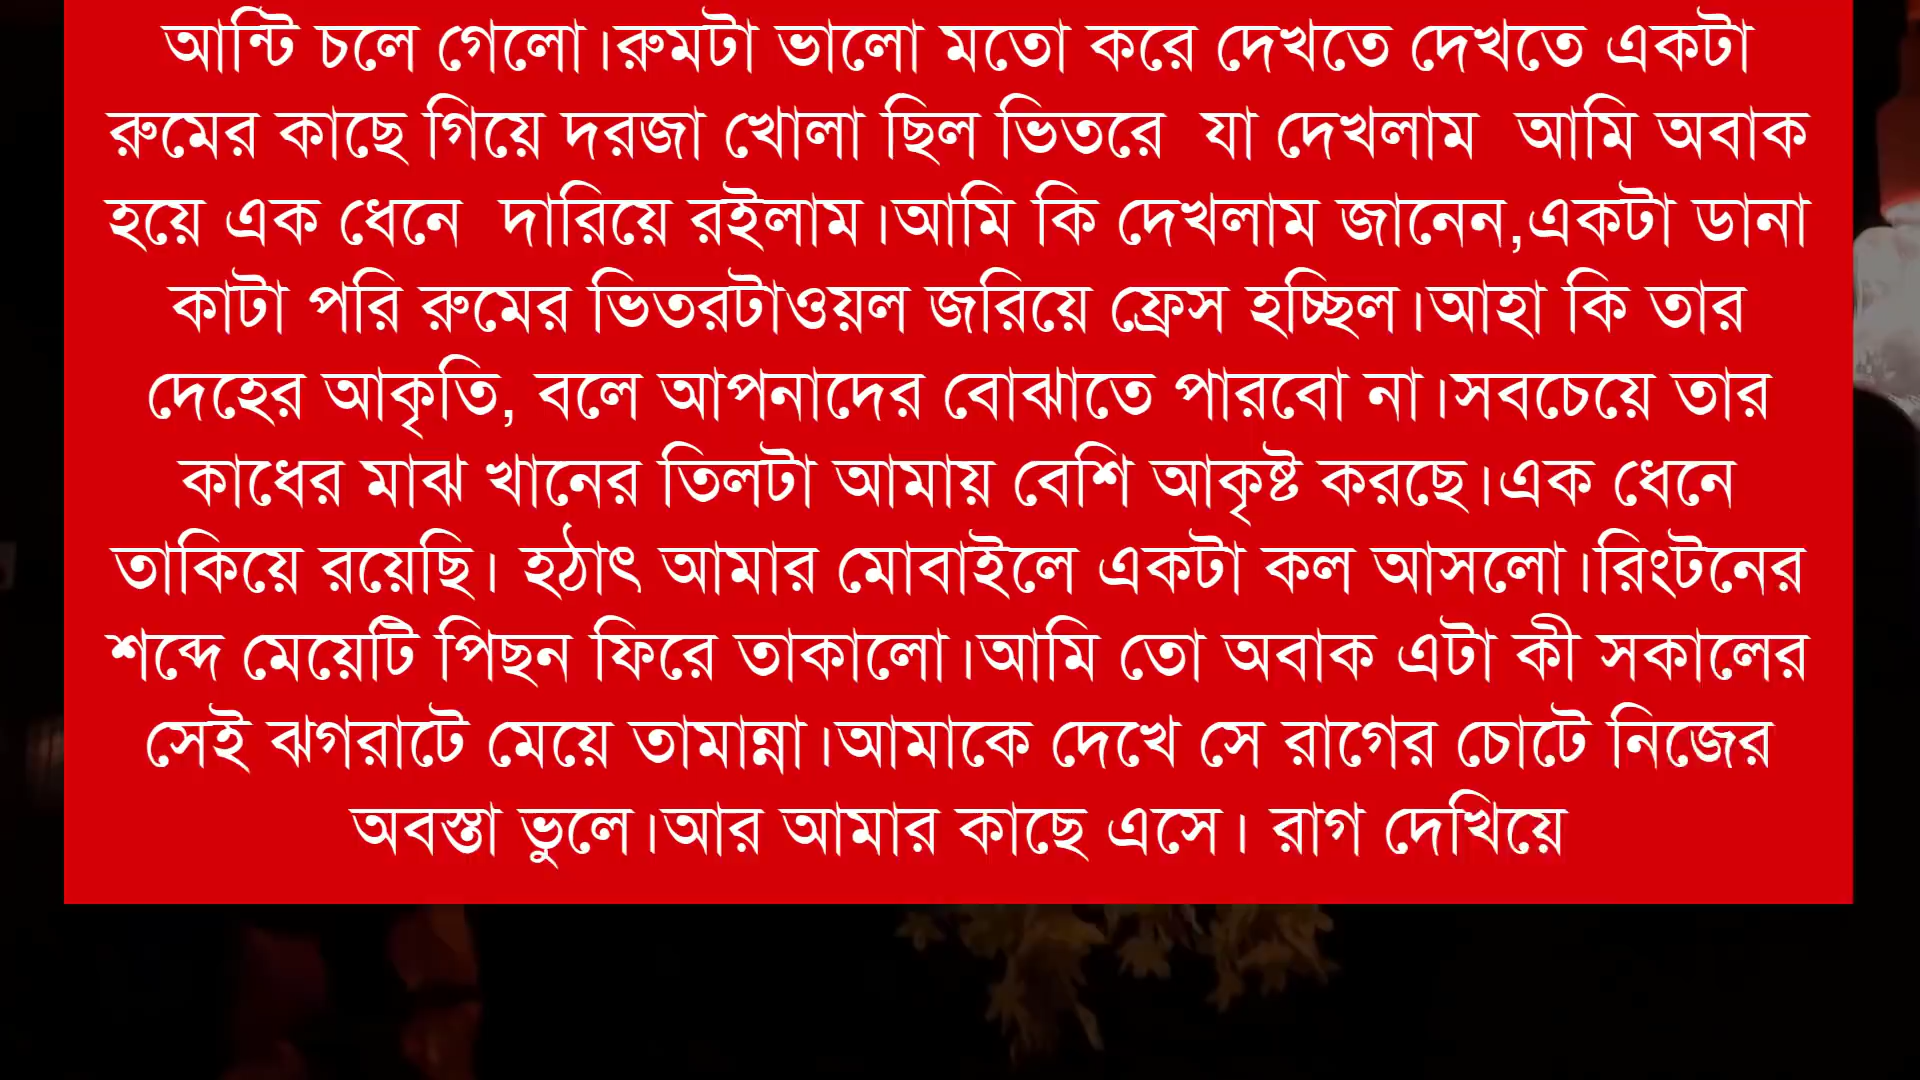 আন্টি চলে গেলো।রুমটা ভালো মতো করে দেখতে দেখতে একটা
রুমের কাছে গিয়ে দরজা খোলা ছিল ভিতরে যা দেখলাম আমি অবাক
হয়ে এক ধেনে দারিয়ে রইলাম।আমি কি দেখলাম জানেন,একটা ডানা
কাটা পরি রুমের ভিতরটাওয়ল জরিয়ে ফ্রেস হচ্ছিল।আহা কি তার
দেহের আকৃতি, বলে আপনাদের বোঝাতে পারবো না।সবচেয়ে তার
কাধের মাঝ খানের তিলটা আমায় বেশি আকৃষ্ট করছে।এক ধেনে
তাকিয়ে রয়েছি। হঠাৎ আমার মোবাইলে একটা কল আসলো।রিংটনের
শব্দে মেয়েটি পিছন ফিরে তাকালো।আমি তো অবাক এটা কী সকালের
সেই ঝগরাটে মেয়ে তামান্না।আমাকে দেখে সে রাগের চোটে নিজের
অবস্তা ভুলে।আর আমার কাছে এসে। রাগ দেখিয়ে